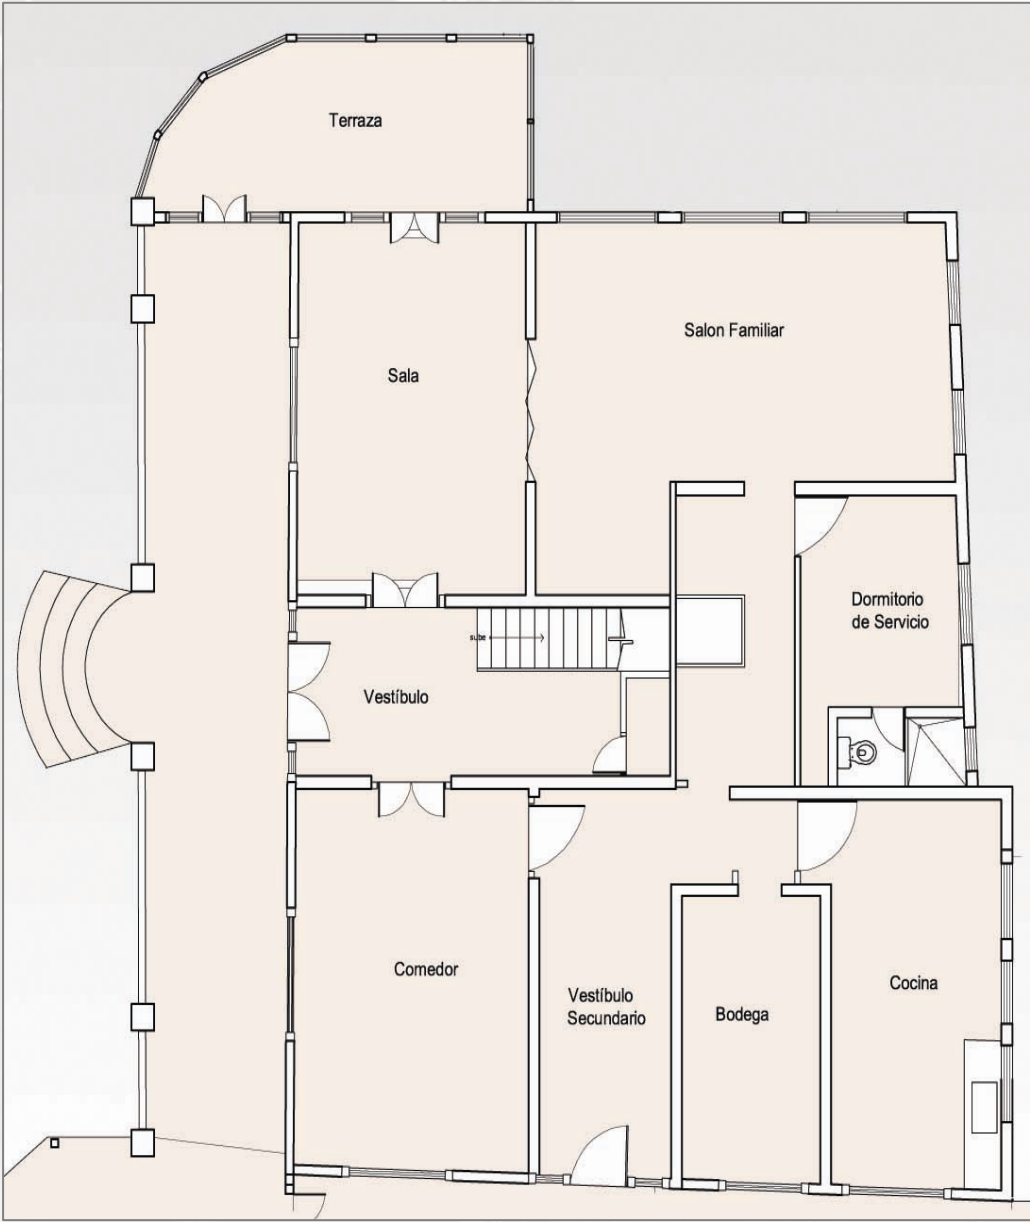 Terraza
Salon Familiar
Sala
Dormitorio
de Servicio
sube
Vestíbulo
Comedor
Vestíbulo
Secundario
Bodega
Cocina